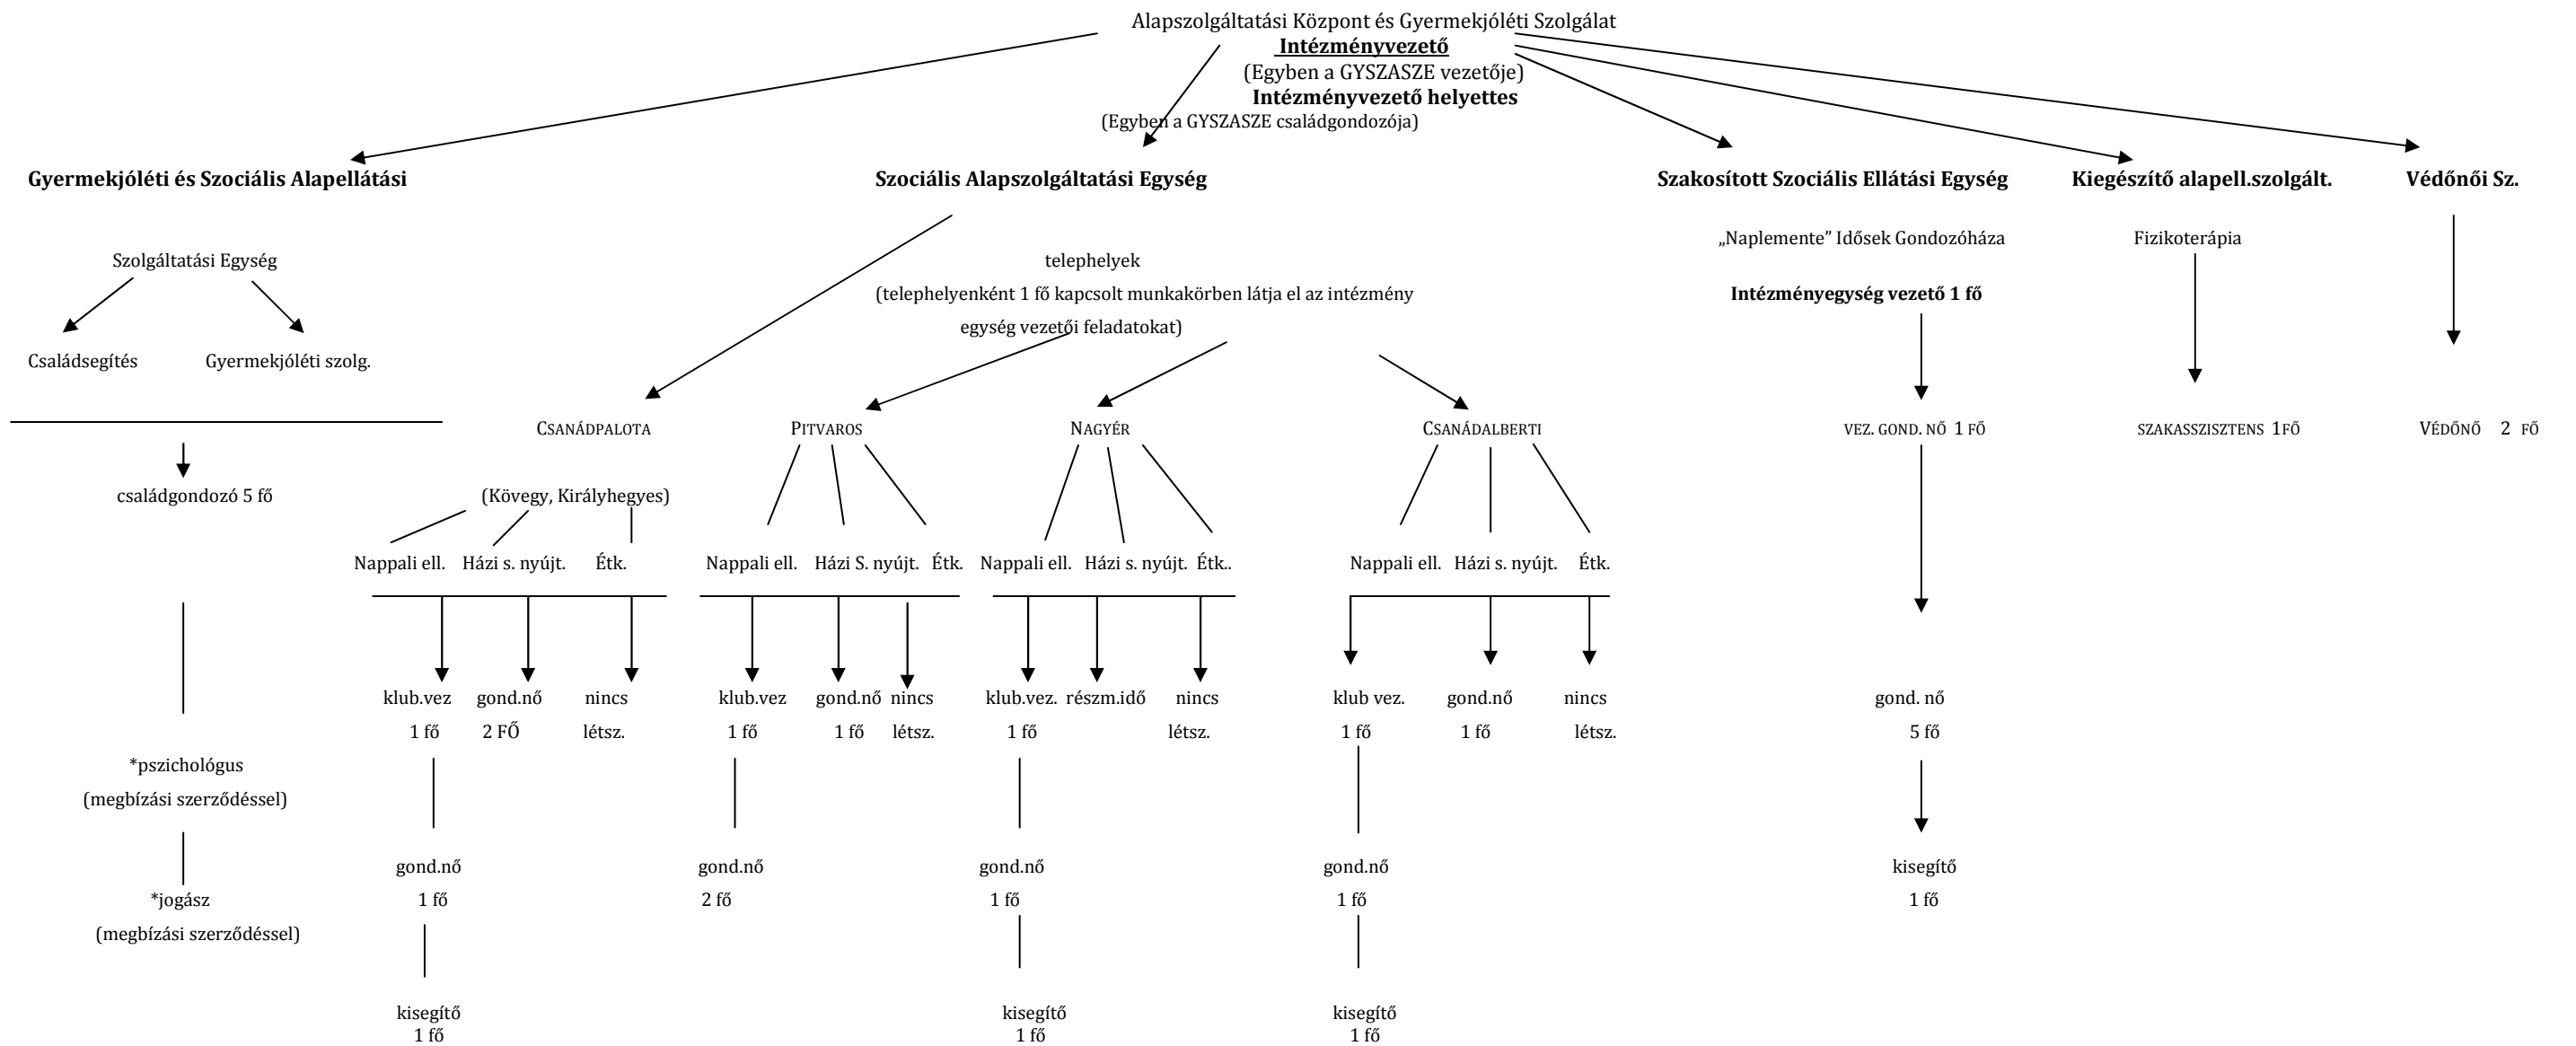 Alapszolgáltatási Központ és Gyermekjóléti Szolgálat
Intézményvezető
(Egyben a GYSZASZE vezetője)
Intézményvezető helyettes
(Egyben a GYSZASZE családgondozója)
Gyermekjóléti és Szociális Alapellátási Szociális Alapszolgáltatási Egység Szakosított Szociális Ellátási Egység Kiegészítő alapell.szolgált. Védőnői Sz.
„Naplemente” Idősek Gondozóháza Fizikoterápia
Szolgáltatási Egység telephelyek
(telephelyenként 1 fő kapcsolt munkakörben látja el az intézmény Intézményegység vezető 1 fő
egység vezetői feladatokat)
Családsegítés Gyermekjóléti szolg.
CSANÁDPALOTA PITVAROS NAGYÉR CSANÁDALBERTI VEZ. GOND. NŐ 1 FŐ SZAKASSZISZTENS 1FŐ VÉDŐNŐ 2 FŐ
családgondozó 5 fő (Kövegy, Királyhegyes)
Nappali ell. Házi s. nyújt. Étk. Nappali ell. Házi S. nyújt. Étk. Nappali ell. Házi s. nyújt. Étk.. Nappali ell. Házi s. nyújt. Étk.
klub.vez gond.nő nincs klub.vez gond.nő nincs klub.vez. részm.idő nincs klub vez. gond.nő nincs gond. nő
1 fő 2 FŐ létsz. 1 fő 1 fő létsz. 1 fő létsz. 1 fő 1 fő létsz. 5 fő
*pszichológus
(megbízási szerződéssel)
gond.nő gond.nő gond.nő gond.nő kisegítő
*jogász 1 fő 2 fő 1 fő 1 fő 1 fő
(megbízási szerződéssel)
kisegítő kisegítő kisegítő
1 fő 1 fő 1 fő